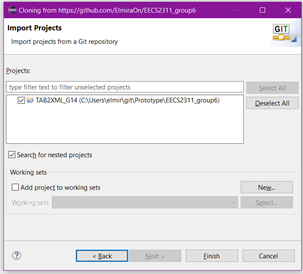 Cloning from https://github.com/ElmiraOn/EECS2311_group6
Import Projects
Import projects from a Git repository
GIT
Projects:
type filter text to filter unselected projects
Select All
TAB2XML_G14 (C:\Users\elmir\git\Prototype\EECS2311_group6)
Deselect All
Search for nested projects
Working sets
Add project to working sets
New...
Working sets:
Select...
?
< Back
Next >
Finish
Cancel